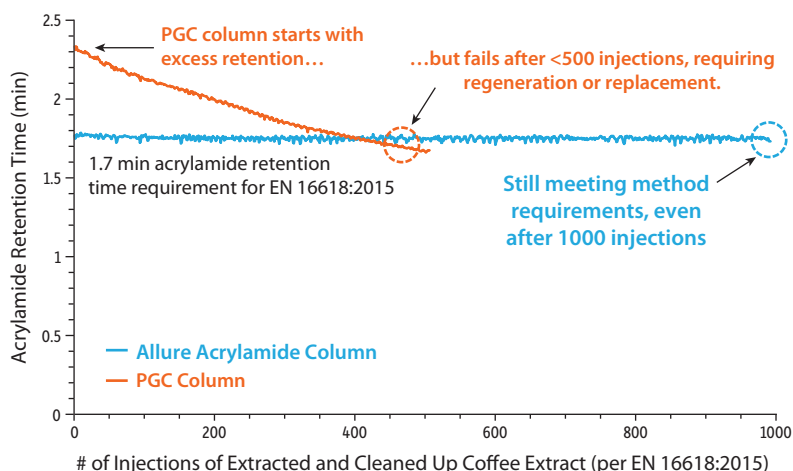 2.5
2
1.5
1
0.5
0
Acrylamide Retention Time (min)
PGC column starts with
excess retention…
…but fails after <500 injections, requiring
regeneration or replacement.
1.7 min acrylamide retention
time requirement for EN 16618:2015
Still meeting method
requirements, even
after 1000 injections
Allure Acrylamide Column
PGC Column
0
200
400
600
800
1000
# of Injections of Extracted and Cleaned Up Coffee Extract (per EN 16618:2015)